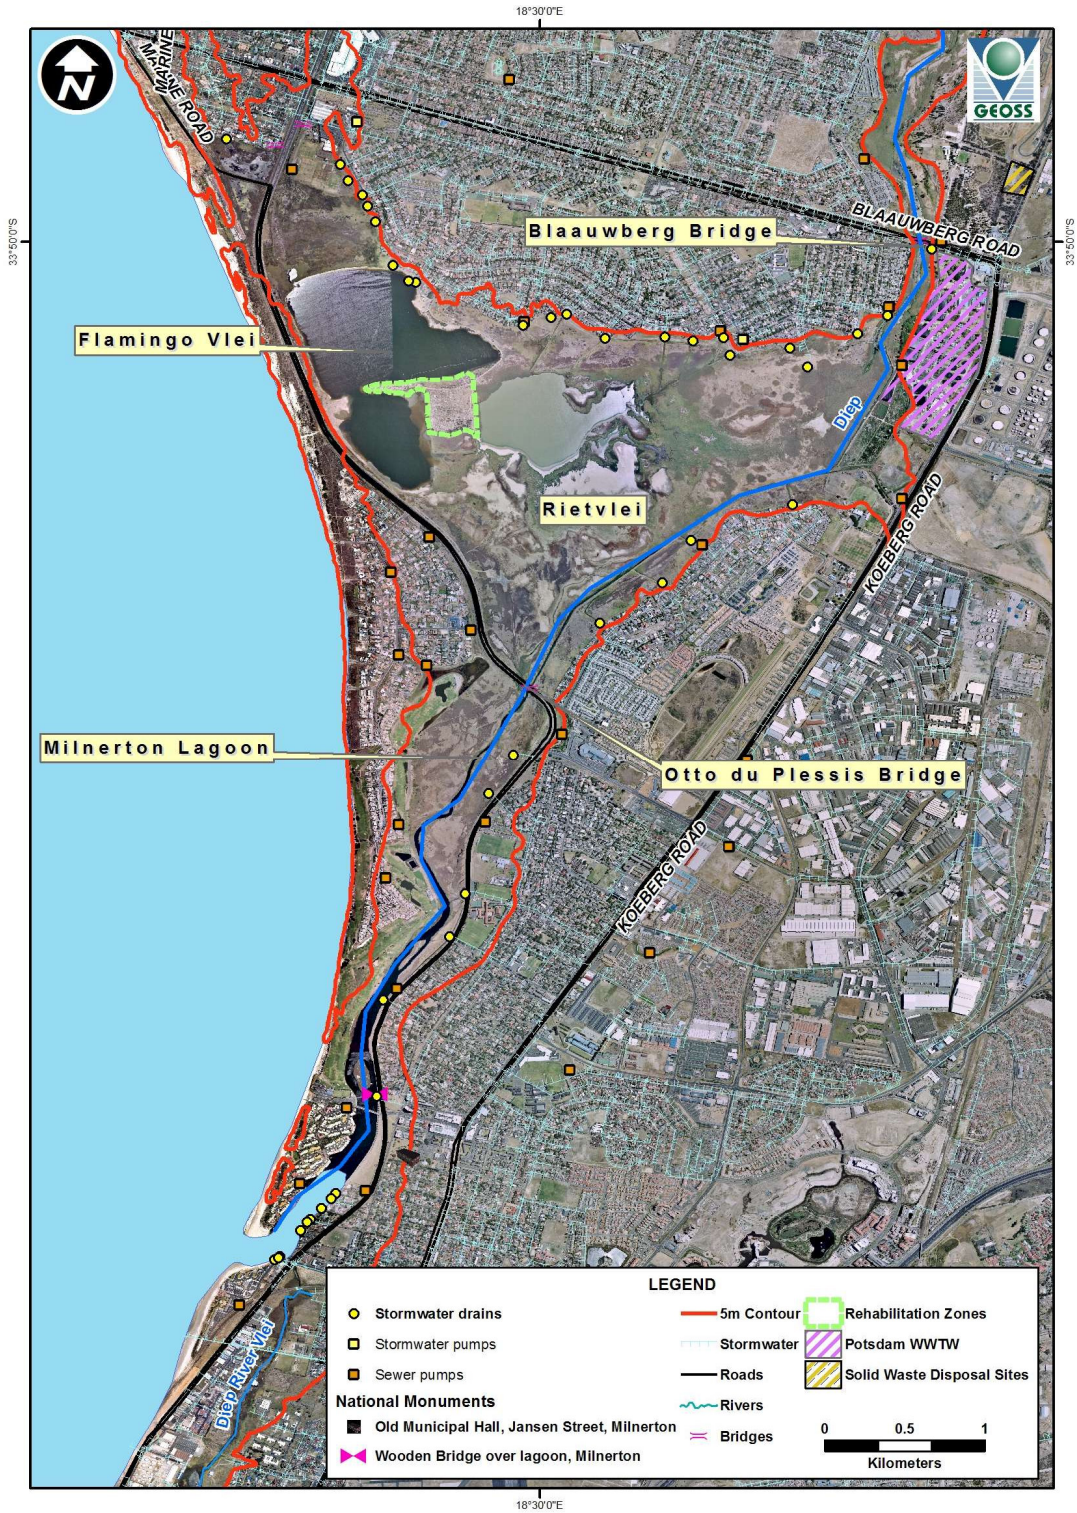 18°30'0"E
MARINE
MARINE ROAD
N
GEOSS
33°50'0"S
33°50'0"S
BLAAUWBERG ROAD
Blaauwberg Bridge
Flamingo Vlei
Diep
Rietvlei
KOEBERG ROAD
Milnerton Lagoon
Otto du Plessis Bridge
KOEBERG ROAD
Diep River Vlei
LEGEND
Stormwater drains
Stormwater pumps
Sewer pumps
National Monuments
Old Municipal Hall, Jansen Street, Milnerton
Wooden Bridge over lagoon, Milnerton
5m Contour
Stormwater
Roads
Rivers
Bridges
Rehabilitation Zones
Potsdam WWTW
Solid Waste Disposal Sites
0 0.5 1
Kilometers
18°30'0"E